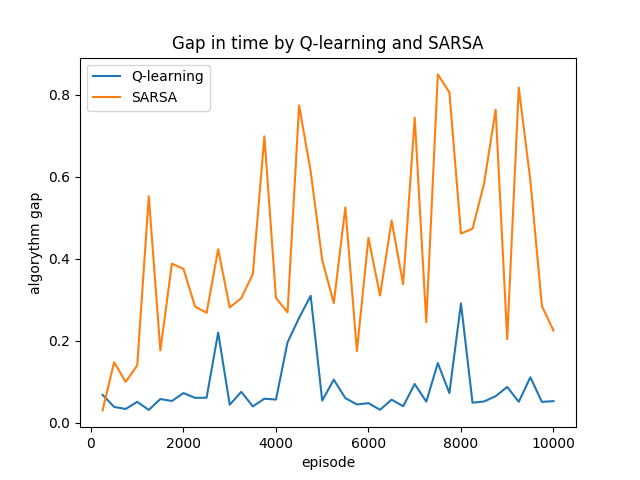 Gap in time by Q-learning and SARSA
Q-learning
SARSA
0.8
0.6
0.4
0.2
0.0
algorythm gap
0 2000 4000 6000 8000 10000
episode